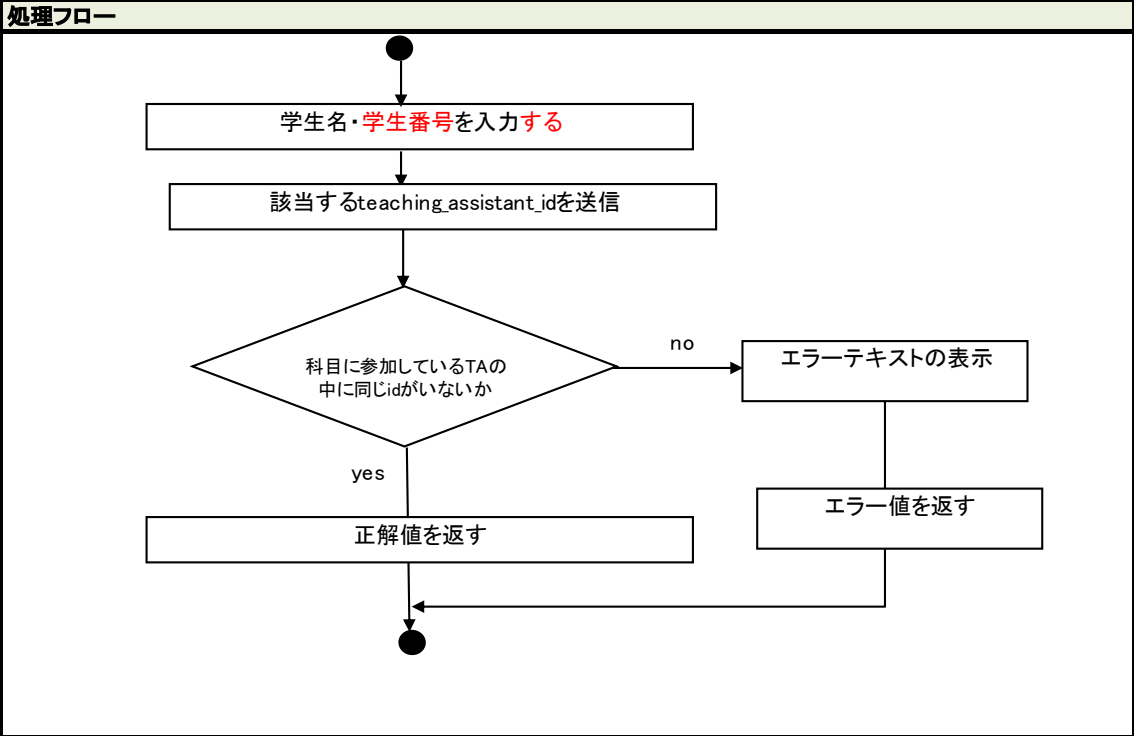 処理フロー
学生名・学生番号を入力する
該当するteaching_assistant_idを送信
科目に参加しているTAの
中に同じidがいないか
no
エラーテキストの表示
yes
エラー値を返す
正解値を返す